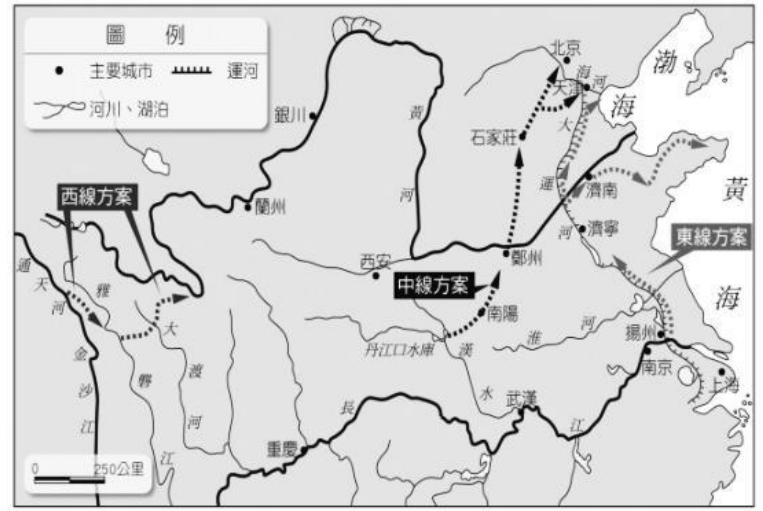 圖 例
主要城市
運河
河川、湖泊
北京
渤
海
海
河
天津
銀川
黃
河
石家莊
大
運
河
黃
海
西線方案
蘭州
濟南
濟寧
東線方案
通
天
河
雅
礱
江
西安
鄭州
中線方案
大
渡
河
南陽
淮
河
丹江口水庫
漢
水
揚州
南京
上海
金
沙
江
武漢
長
江
重慶
0 250公里